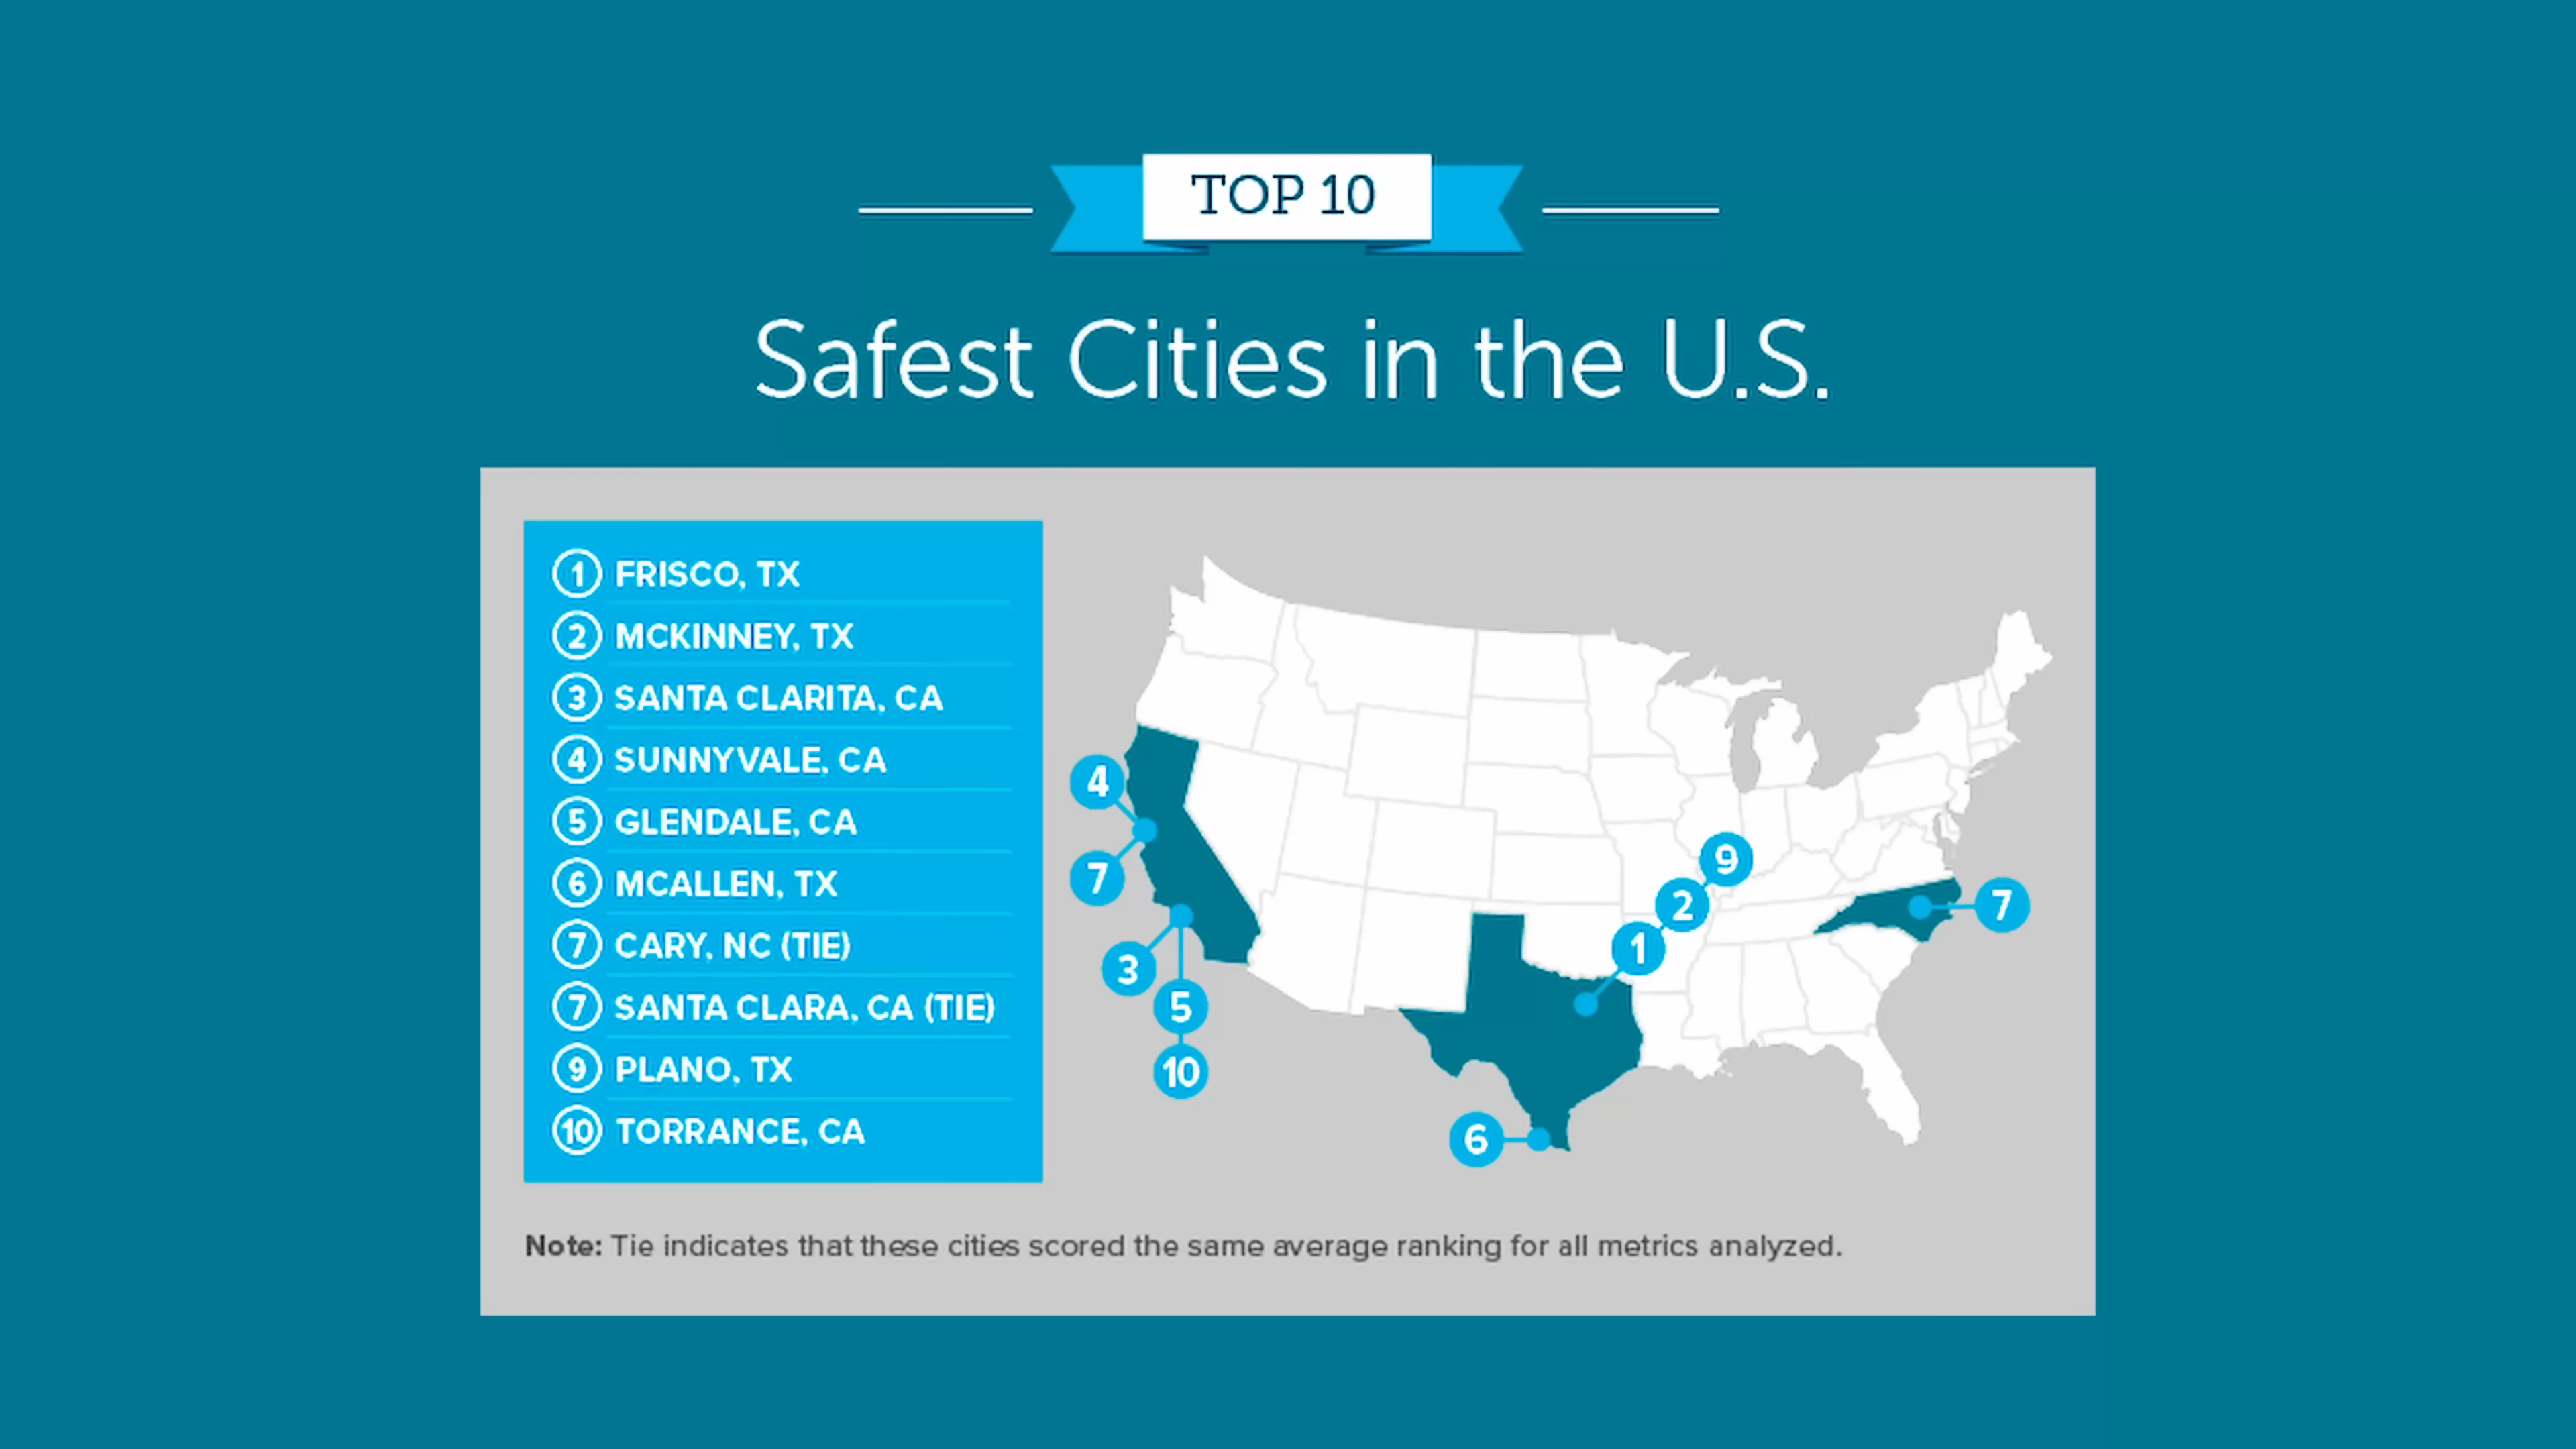 TOP 10
Safest Cities in the U.S.
1 FRISCO, TX
2 MCKINNEY, TX
3 SANTA CLARITA, CA
4 SUNNYVALE, CA
5 GLENDALE, CA
6 MCALLEN, TX
7 CARY, NC (TIE)
7 SANTA CLARA, CA (TIE)
9 PLANO, TX
10 TORRANCE, CA
4
7
3
5
10
9
2
1
6
7
Note: Tie indicates that these cities scored the same average ranking for all metrics analyzed.